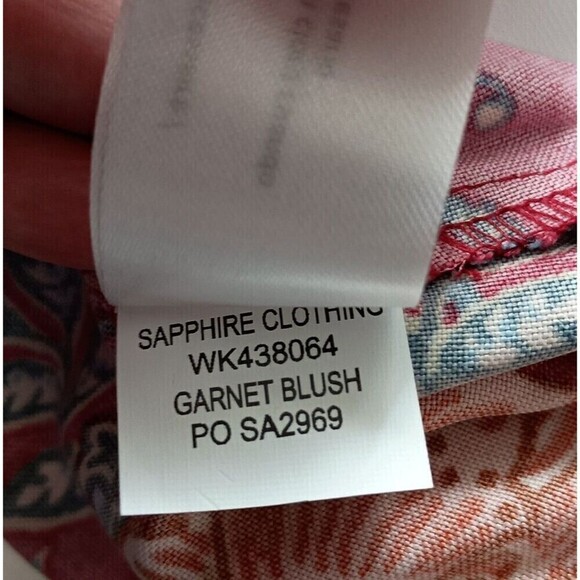 SAPPHIRE CLOTHING
WK438064
GARNET BLUSH
PO SA2969